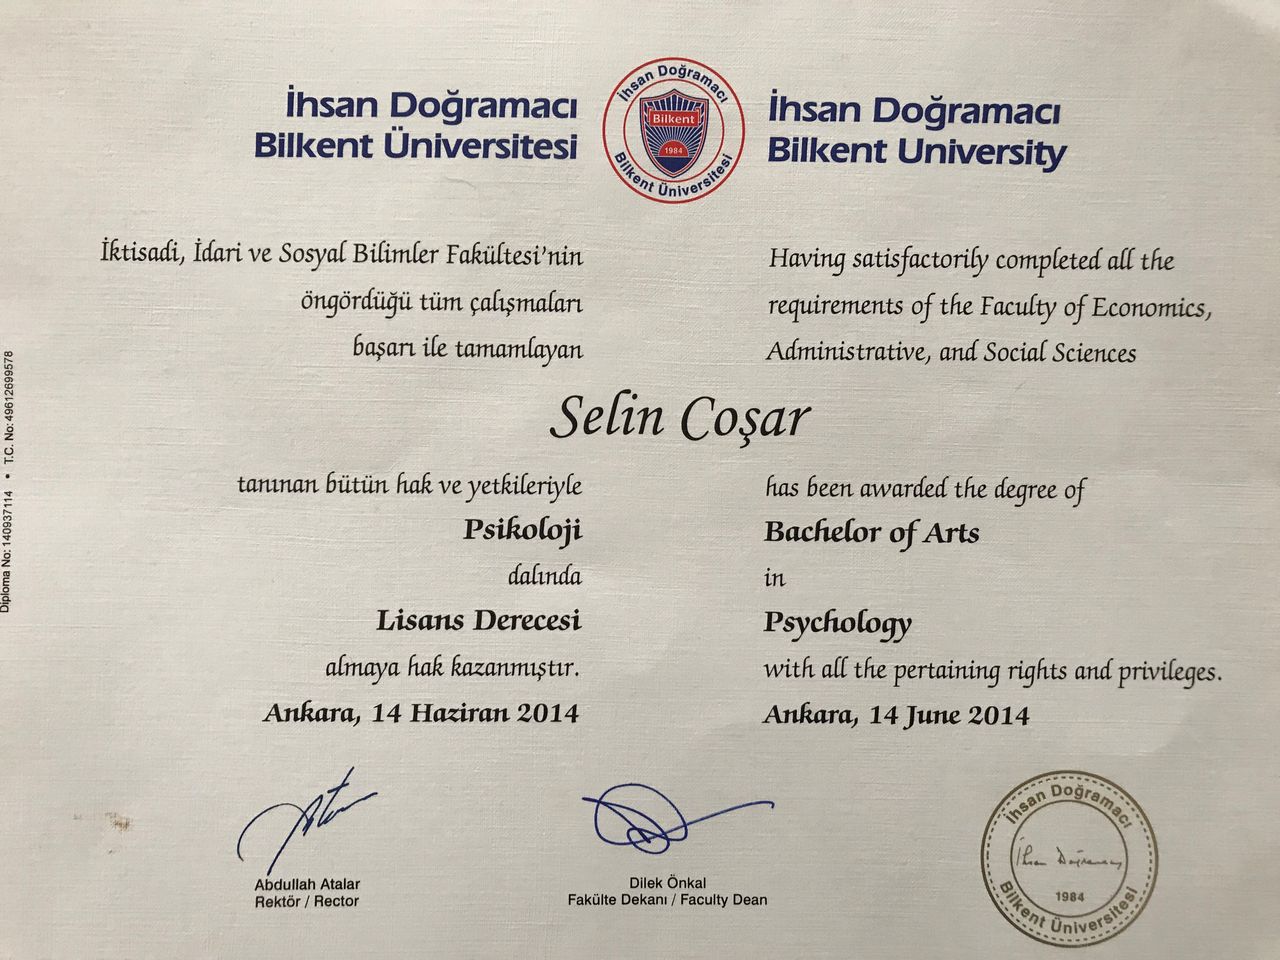 İhsan Doğramacı
Bilkent Üniversitesi
İhsan Doğramacı
Bilkent
1984
Bilkent Üniversitesi
İhsan Doğramacı
Bilkent University
İktisadi, İdari ve Sosyal Bilimler Fakültesi'nin
öngördüğü tüm çalışmaları
başarı ile tamamlayan
Having satisfactorily completed all the
requirements of the Faculty of Economics,
Administrative, and Social Sciences
Selin Coşar
tanınan bütün hak ve yetkileriyle
Psikoloji
dalında
Lisans Derecesi
almaya hak kazanmıştır.
Ankara, 14 Haziran 2014
has been awarded the degree of
Bachelor of Arts
in
Psychology
with all the pertaining rights and privileges.
Ankara, 14 June 2014
Abdullah Atalar
Rektör / Rector
Dilek Önkal
Fakülte Dekanı / Faculty Dean
İhsan Doğramacı
İhsan Doğramacı
1984
Bilkent Üniversitesi
Diploma No: 140937114 • T.C. No: 49612699578